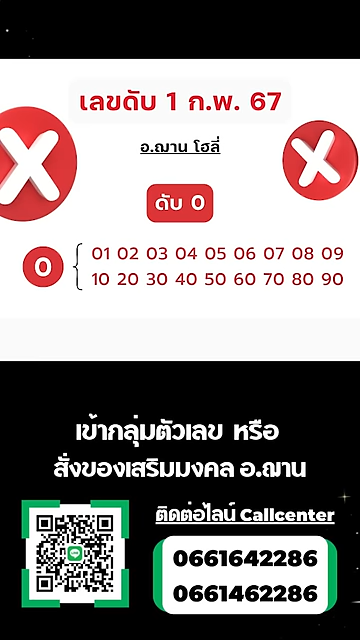 เลขดับ 1 ก.พ. 67
อ.ฌาน โฮลี่
ดับ 0
0
01 02 03 04 05 06 07 08 09
10 20 30 40 50 60 70 80 90
เข้ากลุ่มตัวเลข หรือ
สั่งของเสริมมงคล อ.ฌาน
ติดต่อไลน์ Callcenter
0661642286
0661462286